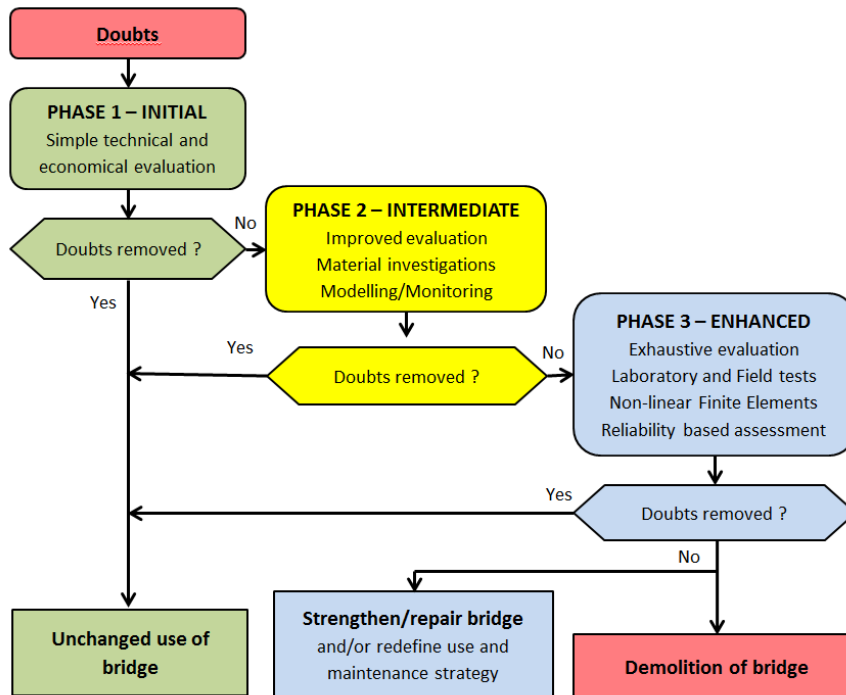 Doubts
PHASE 1 – INITIAL
Simple technical and
economical evaluation
Doubts removed ?
No
Yes
PHASE 2 – INTERMEDIATE
Improved evaluation
Material investigations
Modelling/Monitoring
Doubts removed ?
Yes
No
PHASE 3 – ENHANCED
Exhaustive evaluation
Laboratory and Field tests
Non-linear Finite Elements
Reliability based assessment
Doubts removed ?
Yes
No
Unchanged use of
bridge
Strengthen/repair bridge
and/or redefine use and
maintenance strategy
Demolition of bridge